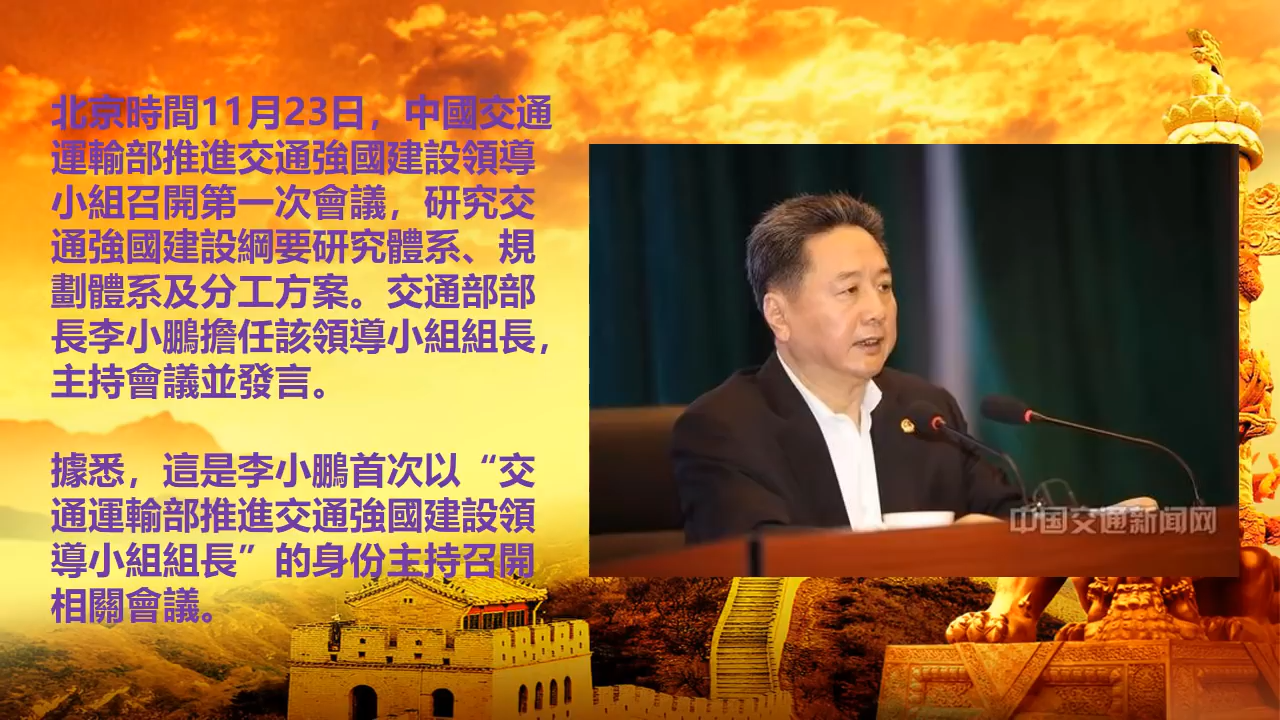 北京時間11月23日，中國交通
運輸部推進交通強國建設領導
小組召開第一次會議，研究交
通強國建設綱要研究體系、規
劃體系及分工方案。交通部部
長李小鵬擔任該領導小組組長，
主持會議並發言。
據悉，這是李小鵬首次以“交
通運輸部推進交通強國建設領
導小組組長”的身份主持召開
相關會議。
中国交通新闻网